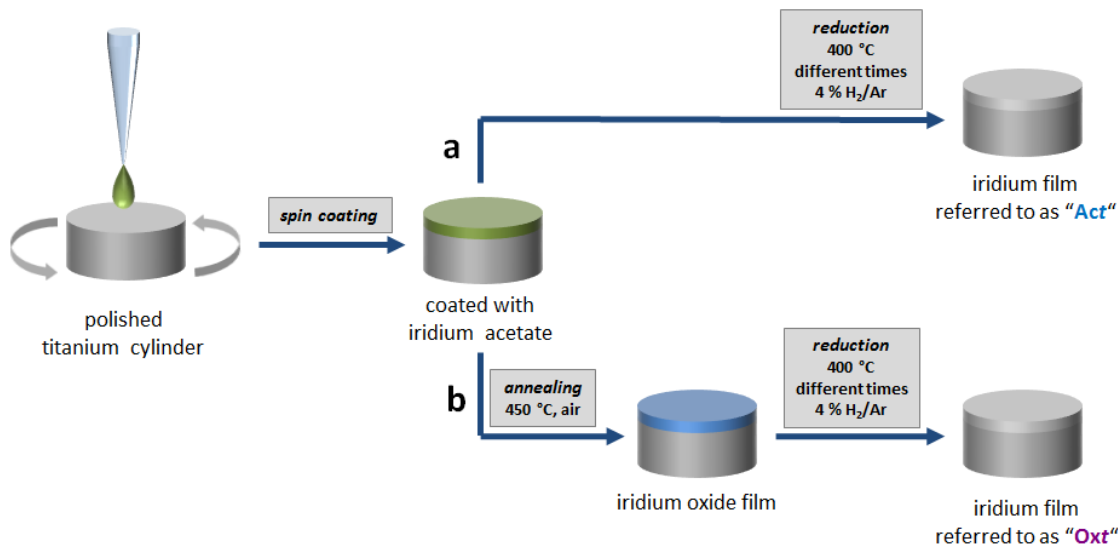 reduction
400 °C
different times
4 % H₂/Ar
a
iridium film
referred to as “Act“
spin coating
polished
titanium cylinder
coated with
iridium acetate
b
annealing
450 °C, air
reduction
400 °C
different times
4 % H₂/Ar
iridium oxide film
iridium film
referred to as “Oxt“